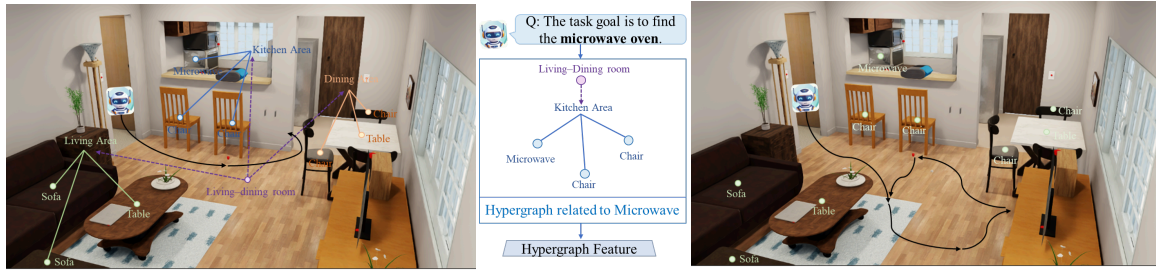 Kitchen Area
Dining
Chair
Table
Living Area
Living–dining room
Sofa
Table
Sofa
Q: The task goal is to find
the microwave oven.
Living–Dining room
Kitchen Area
Microwave
Chair
Chair
Hypergraph related to Microwave
Hypergraph Feature
Microwave
Chair
Chair
Chair
Chair
Sofa
Table
Sofa